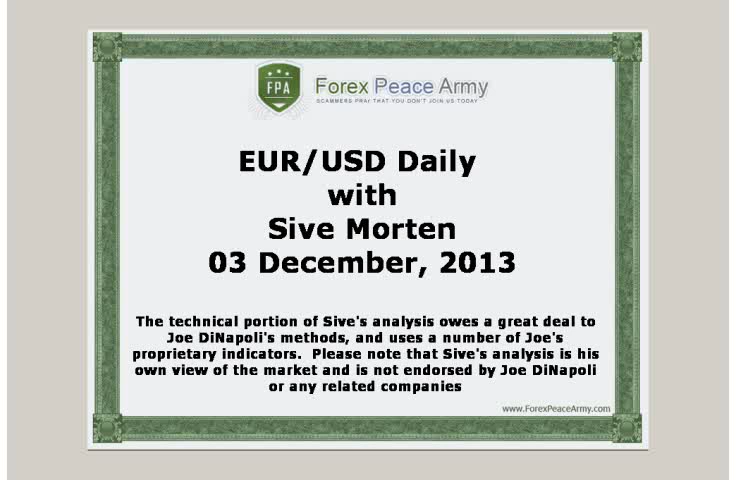 FPA
Forex Peace Army
SCAMMERS PRAY THAT YOU DON'T JOIN US TODAY
EUR/USD Daily
with
Sive Morten
03 December, 2013
The technical portion of Sive's analysis owes a great deal to
Joe DiNapoli's methods, and uses a number of Joe's
proprietary indicators.  Please note that Sive's analysis is his
own view of the market and is not endorsed by Joe DiNapoli
or any related companies
www.ForexPeaceArmy.com